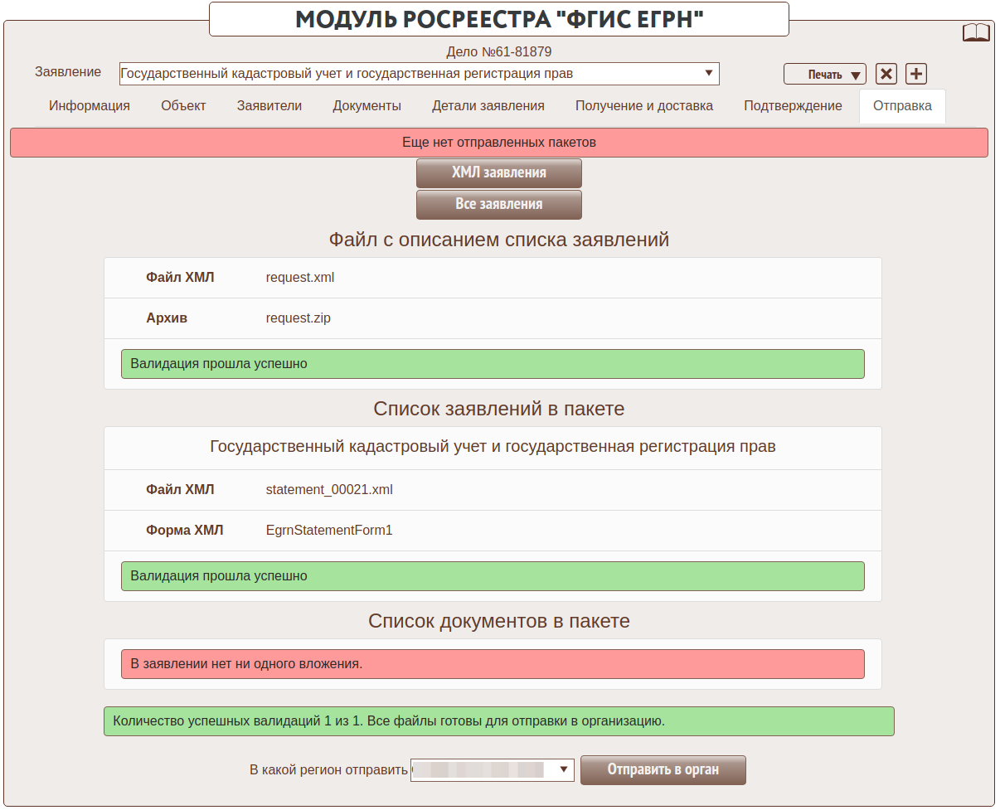 МОДУЛЬ РОСРЕЕСТРА "ФГИС ЕГРН"
Дело №61-81879
Заявление Государственный кадастровый учет и государственная регистрация прав Печать
Информация Объект Заявители Документы Детали заявления Получение и доставка Подтверждение Отправка
Еще нет отправленных пакетов
ХМЛ заявления
Все заявления
Файл с описанием списка заявлений
Файл ХМЛ request.xml
Архив request.zip
Валидация прошла успешно
Список заявлений в пакете
Государственный кадастровый учет и государственная регистрация прав
Файл ХМЛ statement_00021.xml
Форма ХМЛ EgrnStatementForm1
Валидация прошла успешно
Список документов в пакете
В заявлении нет ни одного вложения.
Количество успешных валидаций 1 из 1. Все файлы готовы для отправки в организацию.
В какой регион отправить Отправить в орган